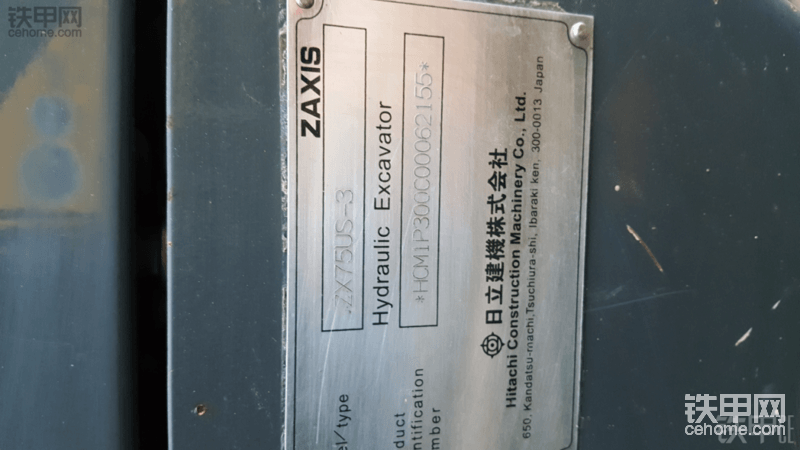 铁甲网
cehome.com
ZAXIS
el/type ZX75US-3
Hydraulic Excavator
duct
ntification
mber
*HCM1P300C00062155*
日立建機株式会社
Hitachi Construction Machinery Co., Ltd.
650, Kandatsu-machi,Tsuchiura-shi, Ibaraki ken, 300-0013 Japan
铁甲网
cehome.com